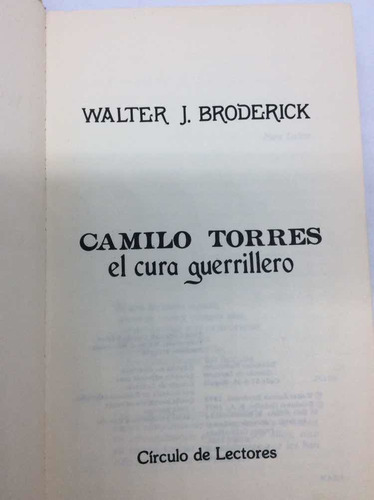 WALTER J. BRODERICK
CAMILO TORRES
el cura guerrillero
Círculo de Lectores